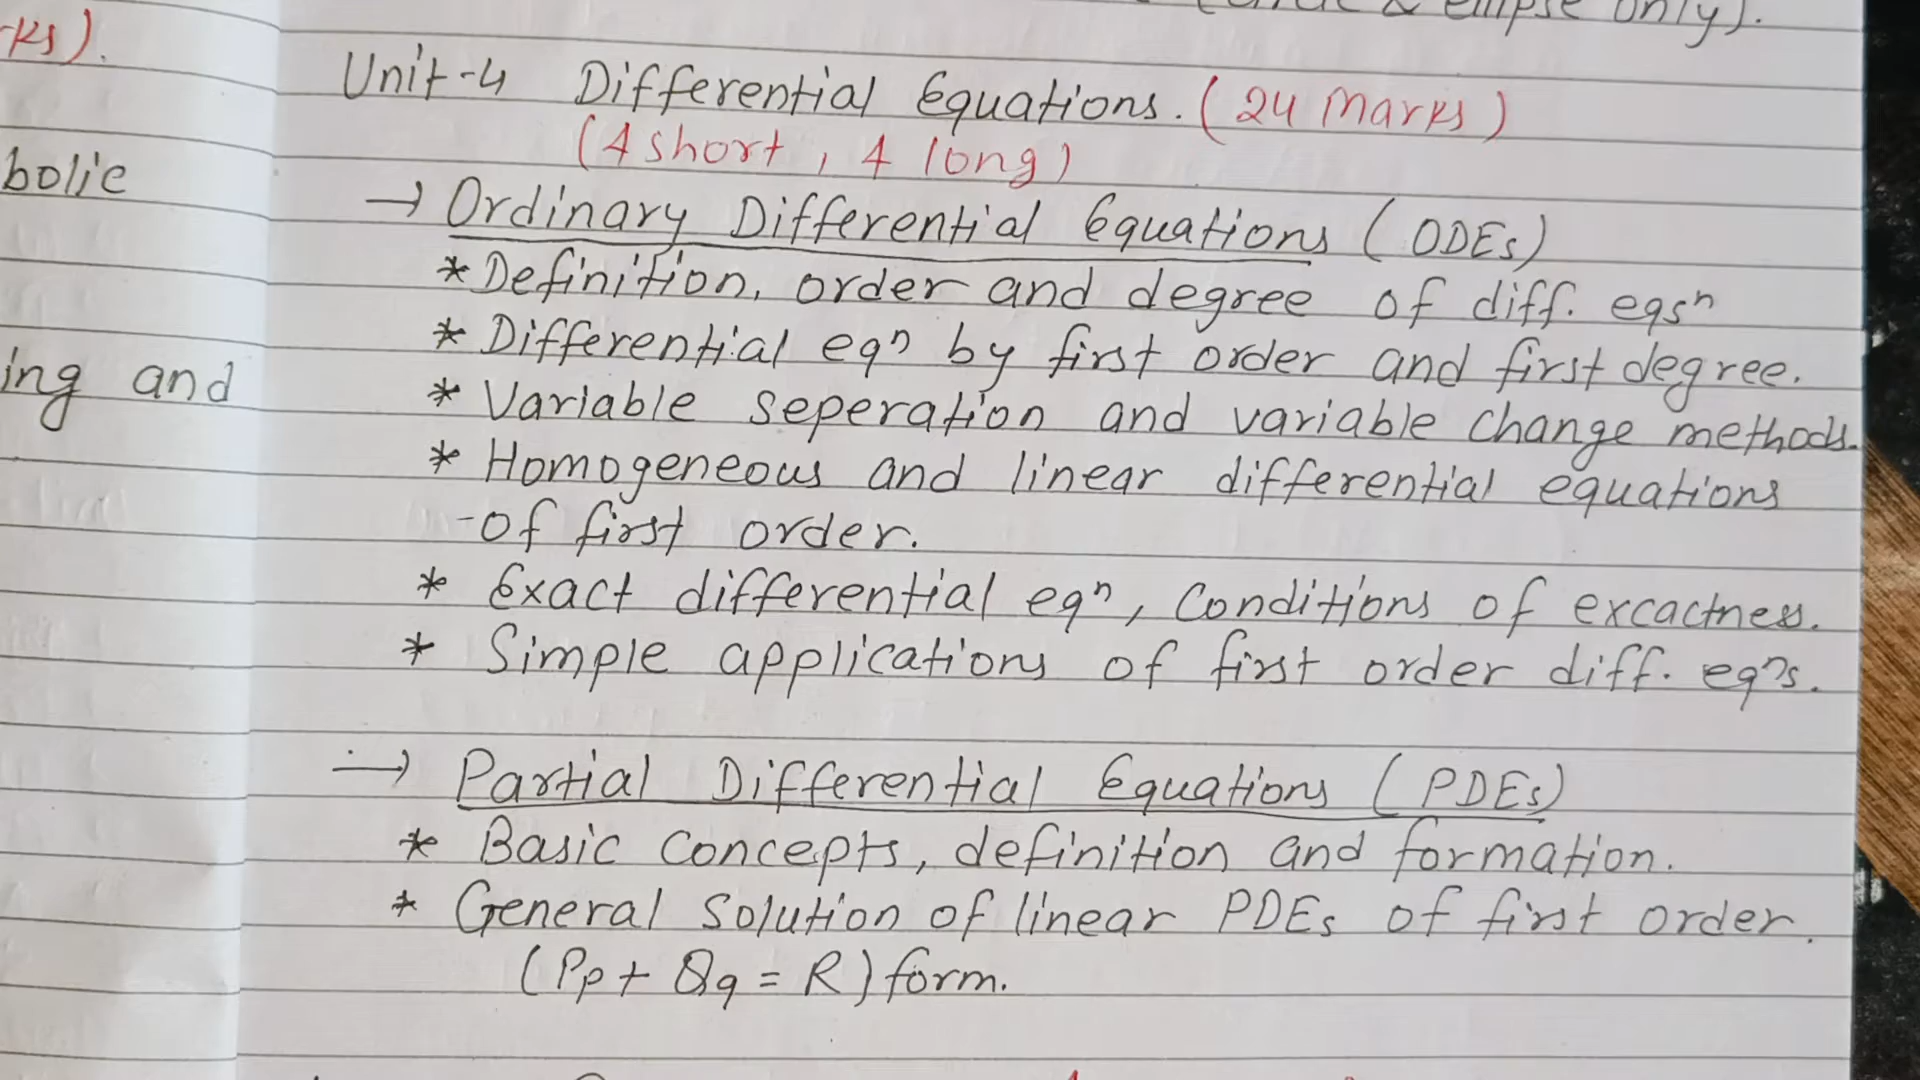 ks).
ellipse only).
Unit-4 Differential Equations. (24 Marks)
(4 short, 4 long)
bolic
→ Ordinary Differential Equations (ODEs)
* Definition, order and degree of diff. eqsⁿ
* Differential eqⁿ by first order and first degree.
ing and
* Variable seperation and variable change methods.
* Homogeneous and linear differential equations
-of first order.
* Exact differential eqⁿ, Conditions of excactness.
* Simple applications of first order diff. eqⁿs.
→ Partial Differential Equations (PDEs)
* Basic Concepts, definition and formation.
* General Solution of linear PDEs of first order.
(Pp + Qq = R) form.